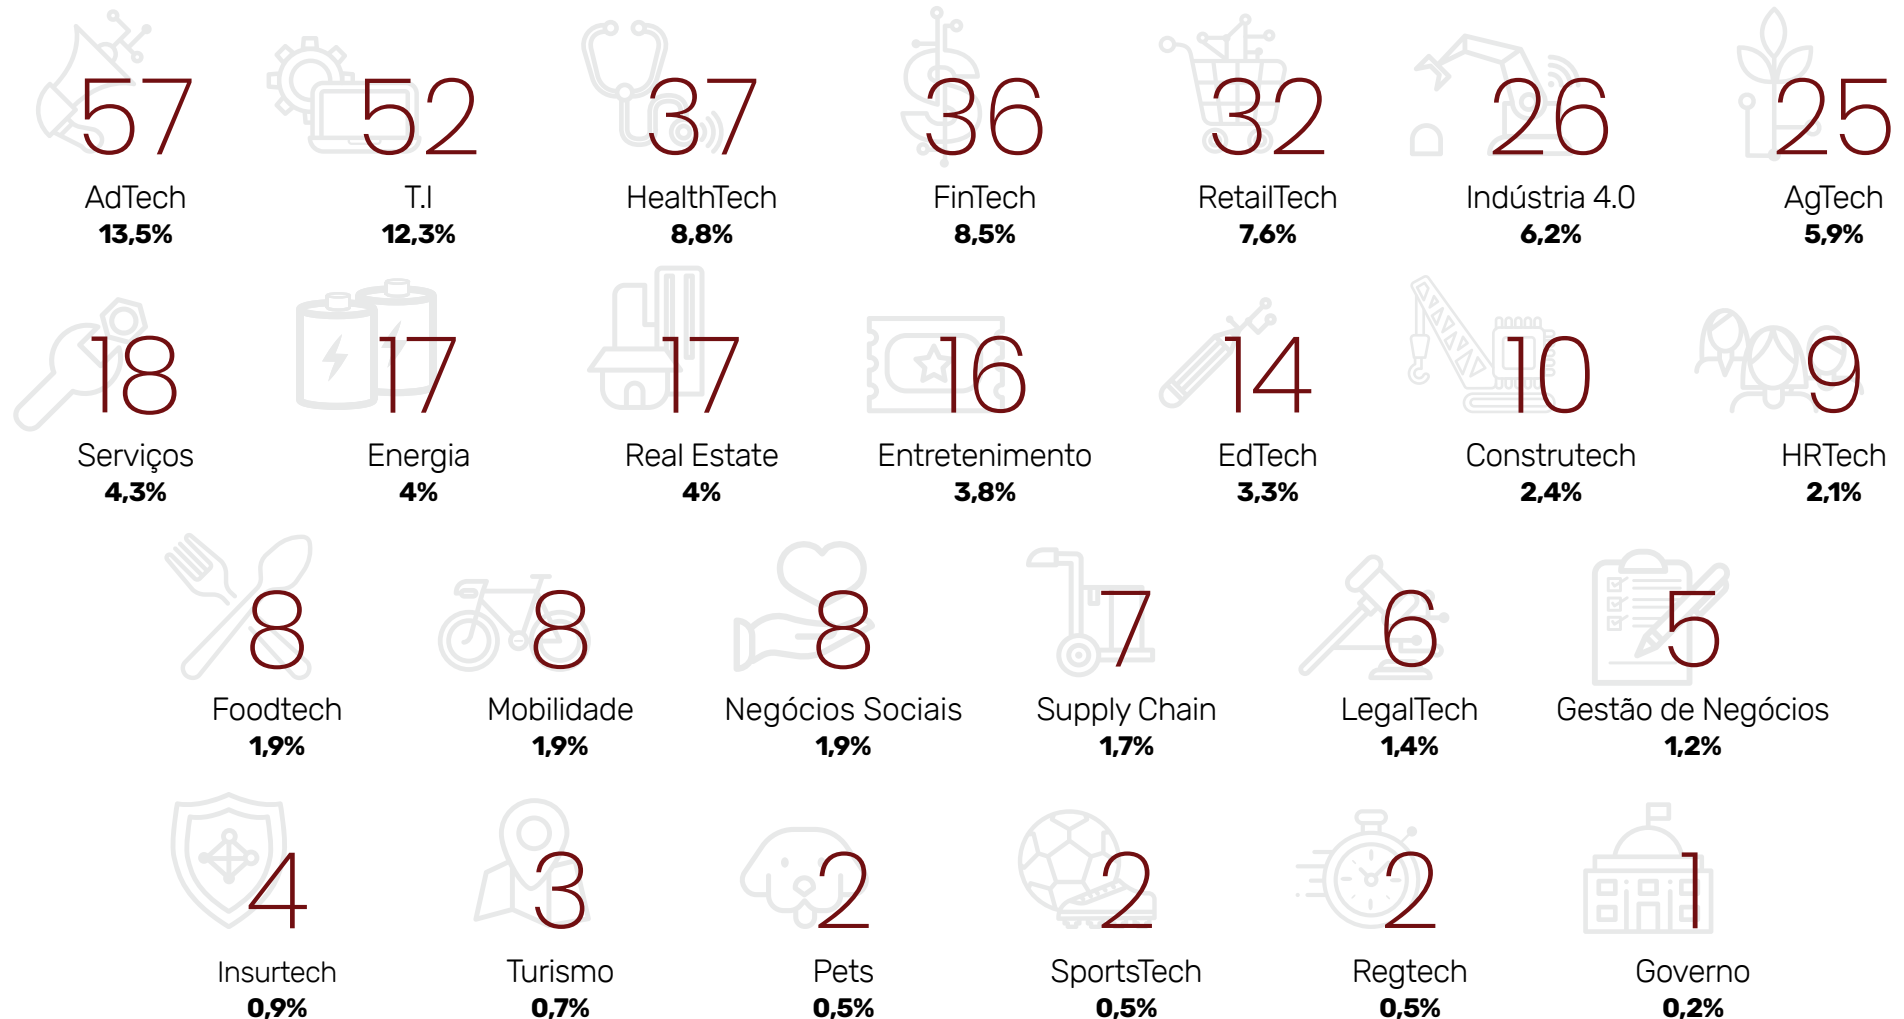 57 52 37 36 32 26 25
AdTech T.I HealthTech FinTech RetailTech Indústria 4.0 AgTech
13,5% 12,3% 8,8% 8,5% 7,6% 6,2% 5,9%
18 17 17 16 14 10 9
Serviços Energia Real Estate Entretenimento EdTech Construtech HRTech
4,3% 4% 4% 3,8% 3,3% 2,4% 2,1%
8 8 8 7 6 5
Foodtech Mobilidade Negócios Sociais Supply Chain LegalTech Gestão de Negócios
1,9% 1,9% 1,9% 1,7% 1,4% 1,2%
4 3 2 2 2 1
Insurtech Turismo Pets SportsTech Regtech Governo
0,9% 0,7% 0,5% 0,5% 0,5% 0,2%